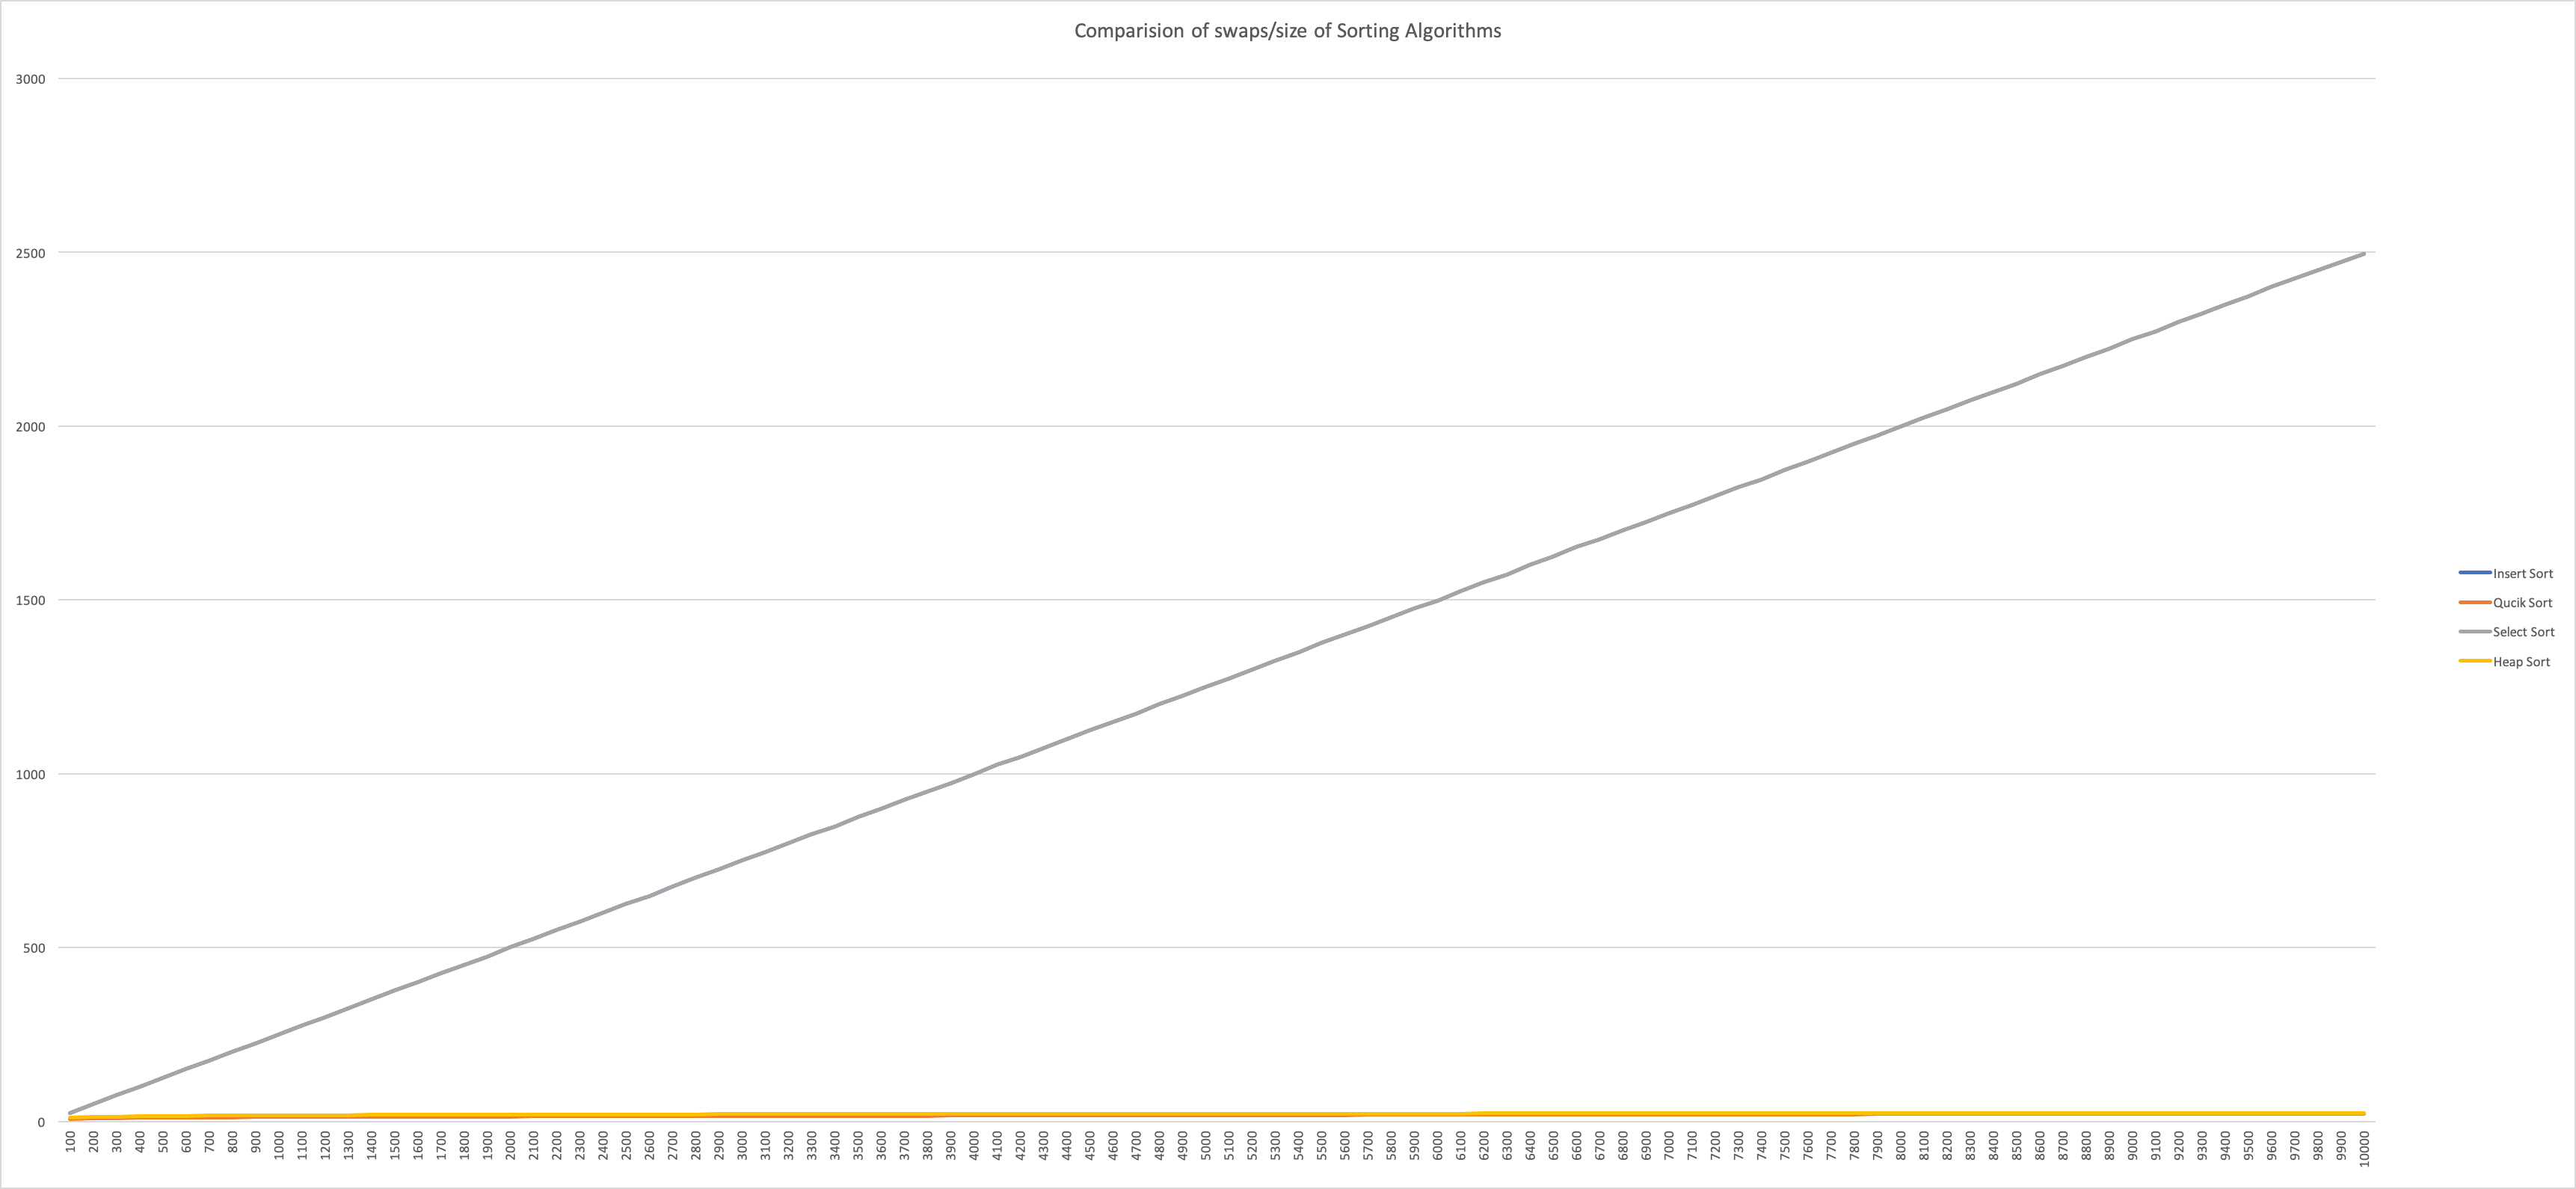 Comparision of swaps/size of Sorting Algorithms
3000
2500
2000
1500
1000
500
0
100 200 300 400 500 600 700 800 900 1000 1100 1200 1300 1400 1500 1600 1700 1800 1900 2000 2100 2200 2300 2400 2500 2600 2700 2800 2900 3000 3100 3200 3300 3400 3500 3600 3700 3800 3900 4000 4100 4200 4300 4400 4500 4600 4700 4800 4900 5000 5100 5200 5300 5400 5500 5600 5700 5800 5900 6000 6100 6200 6300 6400 6500 6600 6700 6800 6900 7000 7100 7200 7300 7400 7500 7600 7700 7800 7900 8000 8100 8200 8300 8400 8500 8600 8700 8800 8900 9000 9100 9200 9300 9400 9500 9600 9700 9800 9900 10000
Insert Sort
Qucik Sort
Select Sort
Heap Sort